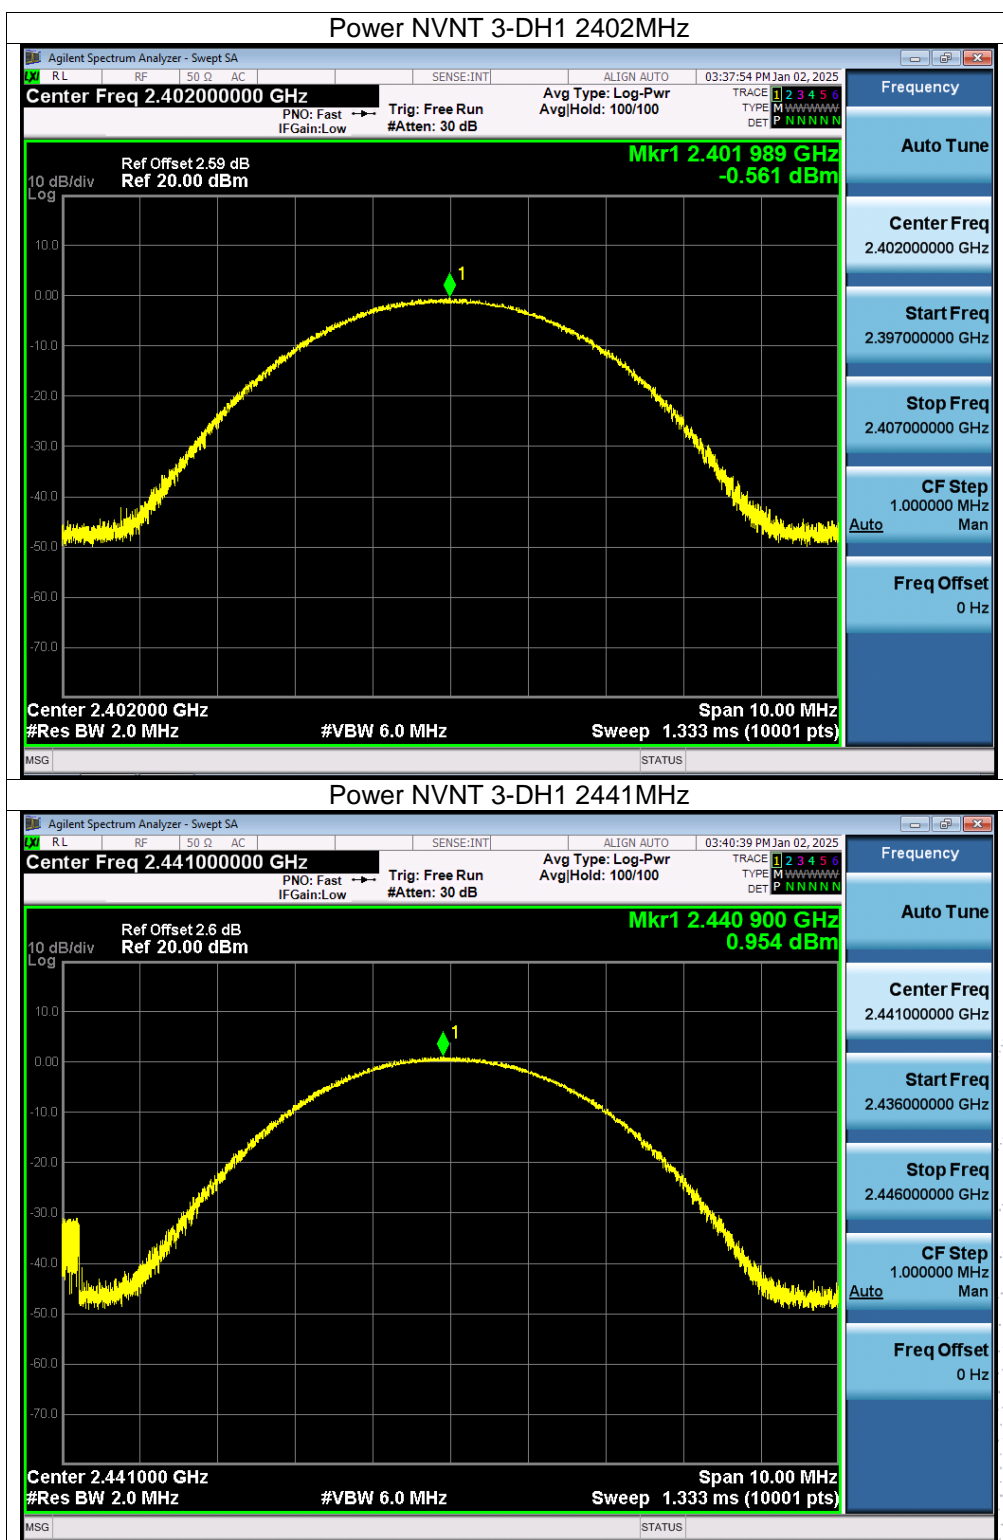 Power NVNT 3-DH1 2402MHz
Agilent Spectrum Analyzer - Swept SA
LXI RL RF 50 Ω AC SENSE:INT ALIGN AUTO 03:37:54 PM Jan 02, 2025
Center Freq 2.402000000 GHz
PNO: Fast
IFGain:Low
Trig: Free Run
#Atten: 30 dB
Avg Type: Log-Pwr
Avg|Hold: 100/100
TRACE 1 2 3 4 5 6
TYPE M WWWWW
DET P N N N N N
Frequency
Auto Tune
Center Freq
2.402000000 GHz
Start Freq
2.397000000 GHz
Stop Freq
2.407000000 GHz
CF Step
1.000000 MHz
Auto Man
Freq Offset
0 Hz
Mkr1 2.401 989 GHz
-0.561 dBm
Ref Offset 2.59 dB
10 dB/div Ref 20.00 dBm
Log
1
10.0
0.00
-10.0
-20.0
-30.0
-40.0
-50.0
-60.0
-70.0
Center 2.402000 GHz Span 10.00 MHz
#Res BW 2.0 MHz #VBW 6.0 MHz Sweep 1.333 ms (10001 pts)
MSG STATUS
Power NVNT 3-DH1 2441MHz
Agilent Spectrum Analyzer - Swept SA
LXI RL RF 50 Ω AC SENSE:INT ALIGN AUTO 03:40:39 PM Jan 02, 2025
Center Freq 2.441000000 GHz
PNO: Fast
IFGain:Low
Trig: Free Run
#Atten: 30 dB
Avg Type: Log-Pwr
Avg|Hold: 100/100
TRACE 1 2 3 4 5 6
TYPE M WWWWW
DET P N N N N N
Frequency
Auto Tune
Center Freq
2.441000000 GHz
Start Freq
2.436000000 GHz
Stop Freq
2.446000000 GHz
CF Step
1.000000 MHz
Auto Man
Freq Offset
0 Hz
Mkr1 2.440 900 GHz
0.954 dBm
Ref Offset 2.6 dB
10 dB/div Ref 20.00 dBm
Log
1
10.0
0.00
-10.0
-20.0
-30.0
-40.0
-50.0
-60.0
-70.0
Center 2.441000 GHz Span 10.00 MHz
#Res BW 2.0 MHz #VBW 6.0 MHz Sweep 1.333 ms (10001 pts)
MSG STATUS